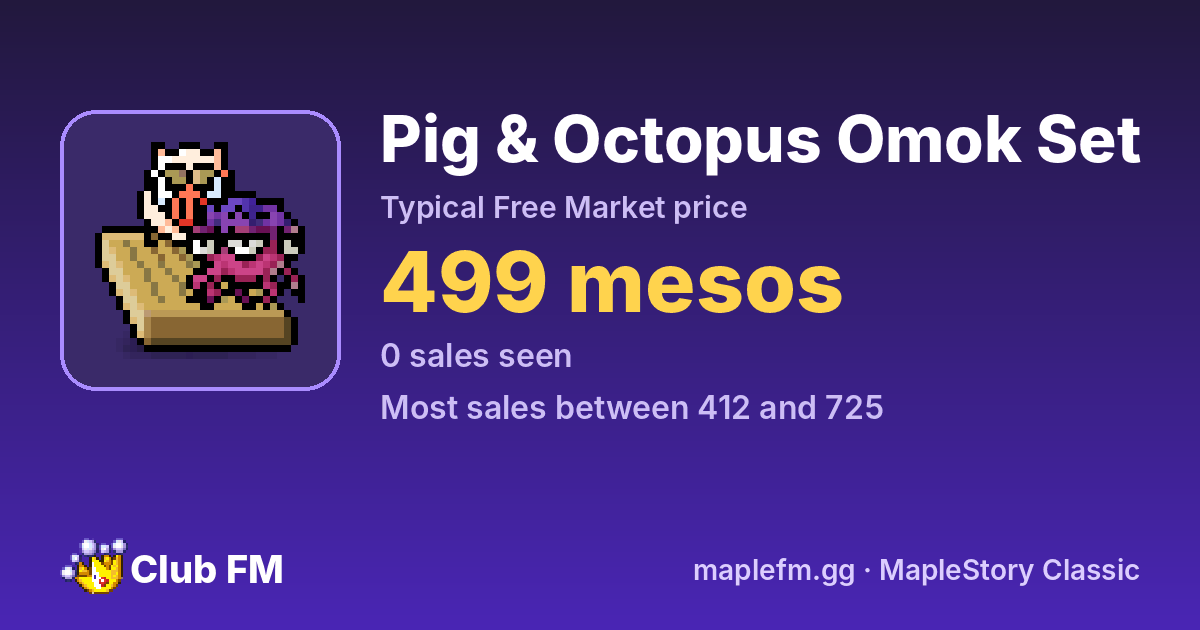 Pig & Octopus Omok Set
Typical Free Market price
499 mesos
0 sales seen
Most sales between 412 and 725
Club FM
maplefm.gg · MapleStory Classic